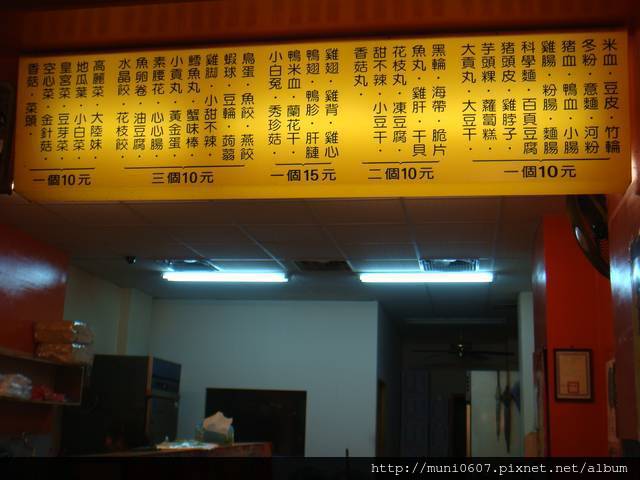 米血．豆皮．竹輪
冬粉．意麵．河粉
豬血．鴨血．小腸
雞腸．粉腸．麵腸
科學麵．百頁豆腐
豬頭皮．雞脖子．
芋頭粿．蘿蔔糕
大貢丸．大豆干．
一個10元
黑輪．海帶．脆片
魚丸．雞肝．干貝
花枝丸．凍豆腐
甜不辣．小豆干．
香菇丸
二個10元
雞翅．雞背．雞心
鴨翅．鴨胗．肝腱
鴨米血．蘭花干
小白兔．秀珍菇．
一個15元
鳥蛋．魚餃．燕餃
蝦球．豆輪．蒟蒻
雞腳．小甜不辣
鱈魚丸．蟹味棒
小貢丸．黃金蛋．
素腰花．心心腸
魚卵卷．油豆腐
水晶餃．花枝餃．
三個10元
高麗菜．大陸妹
地瓜葉．小白菜．
皇宮菜．豆芽菜
空心菜．金針菇．
香菇．菜頭．
一個10元
http://muni0607.pixnet.net/album